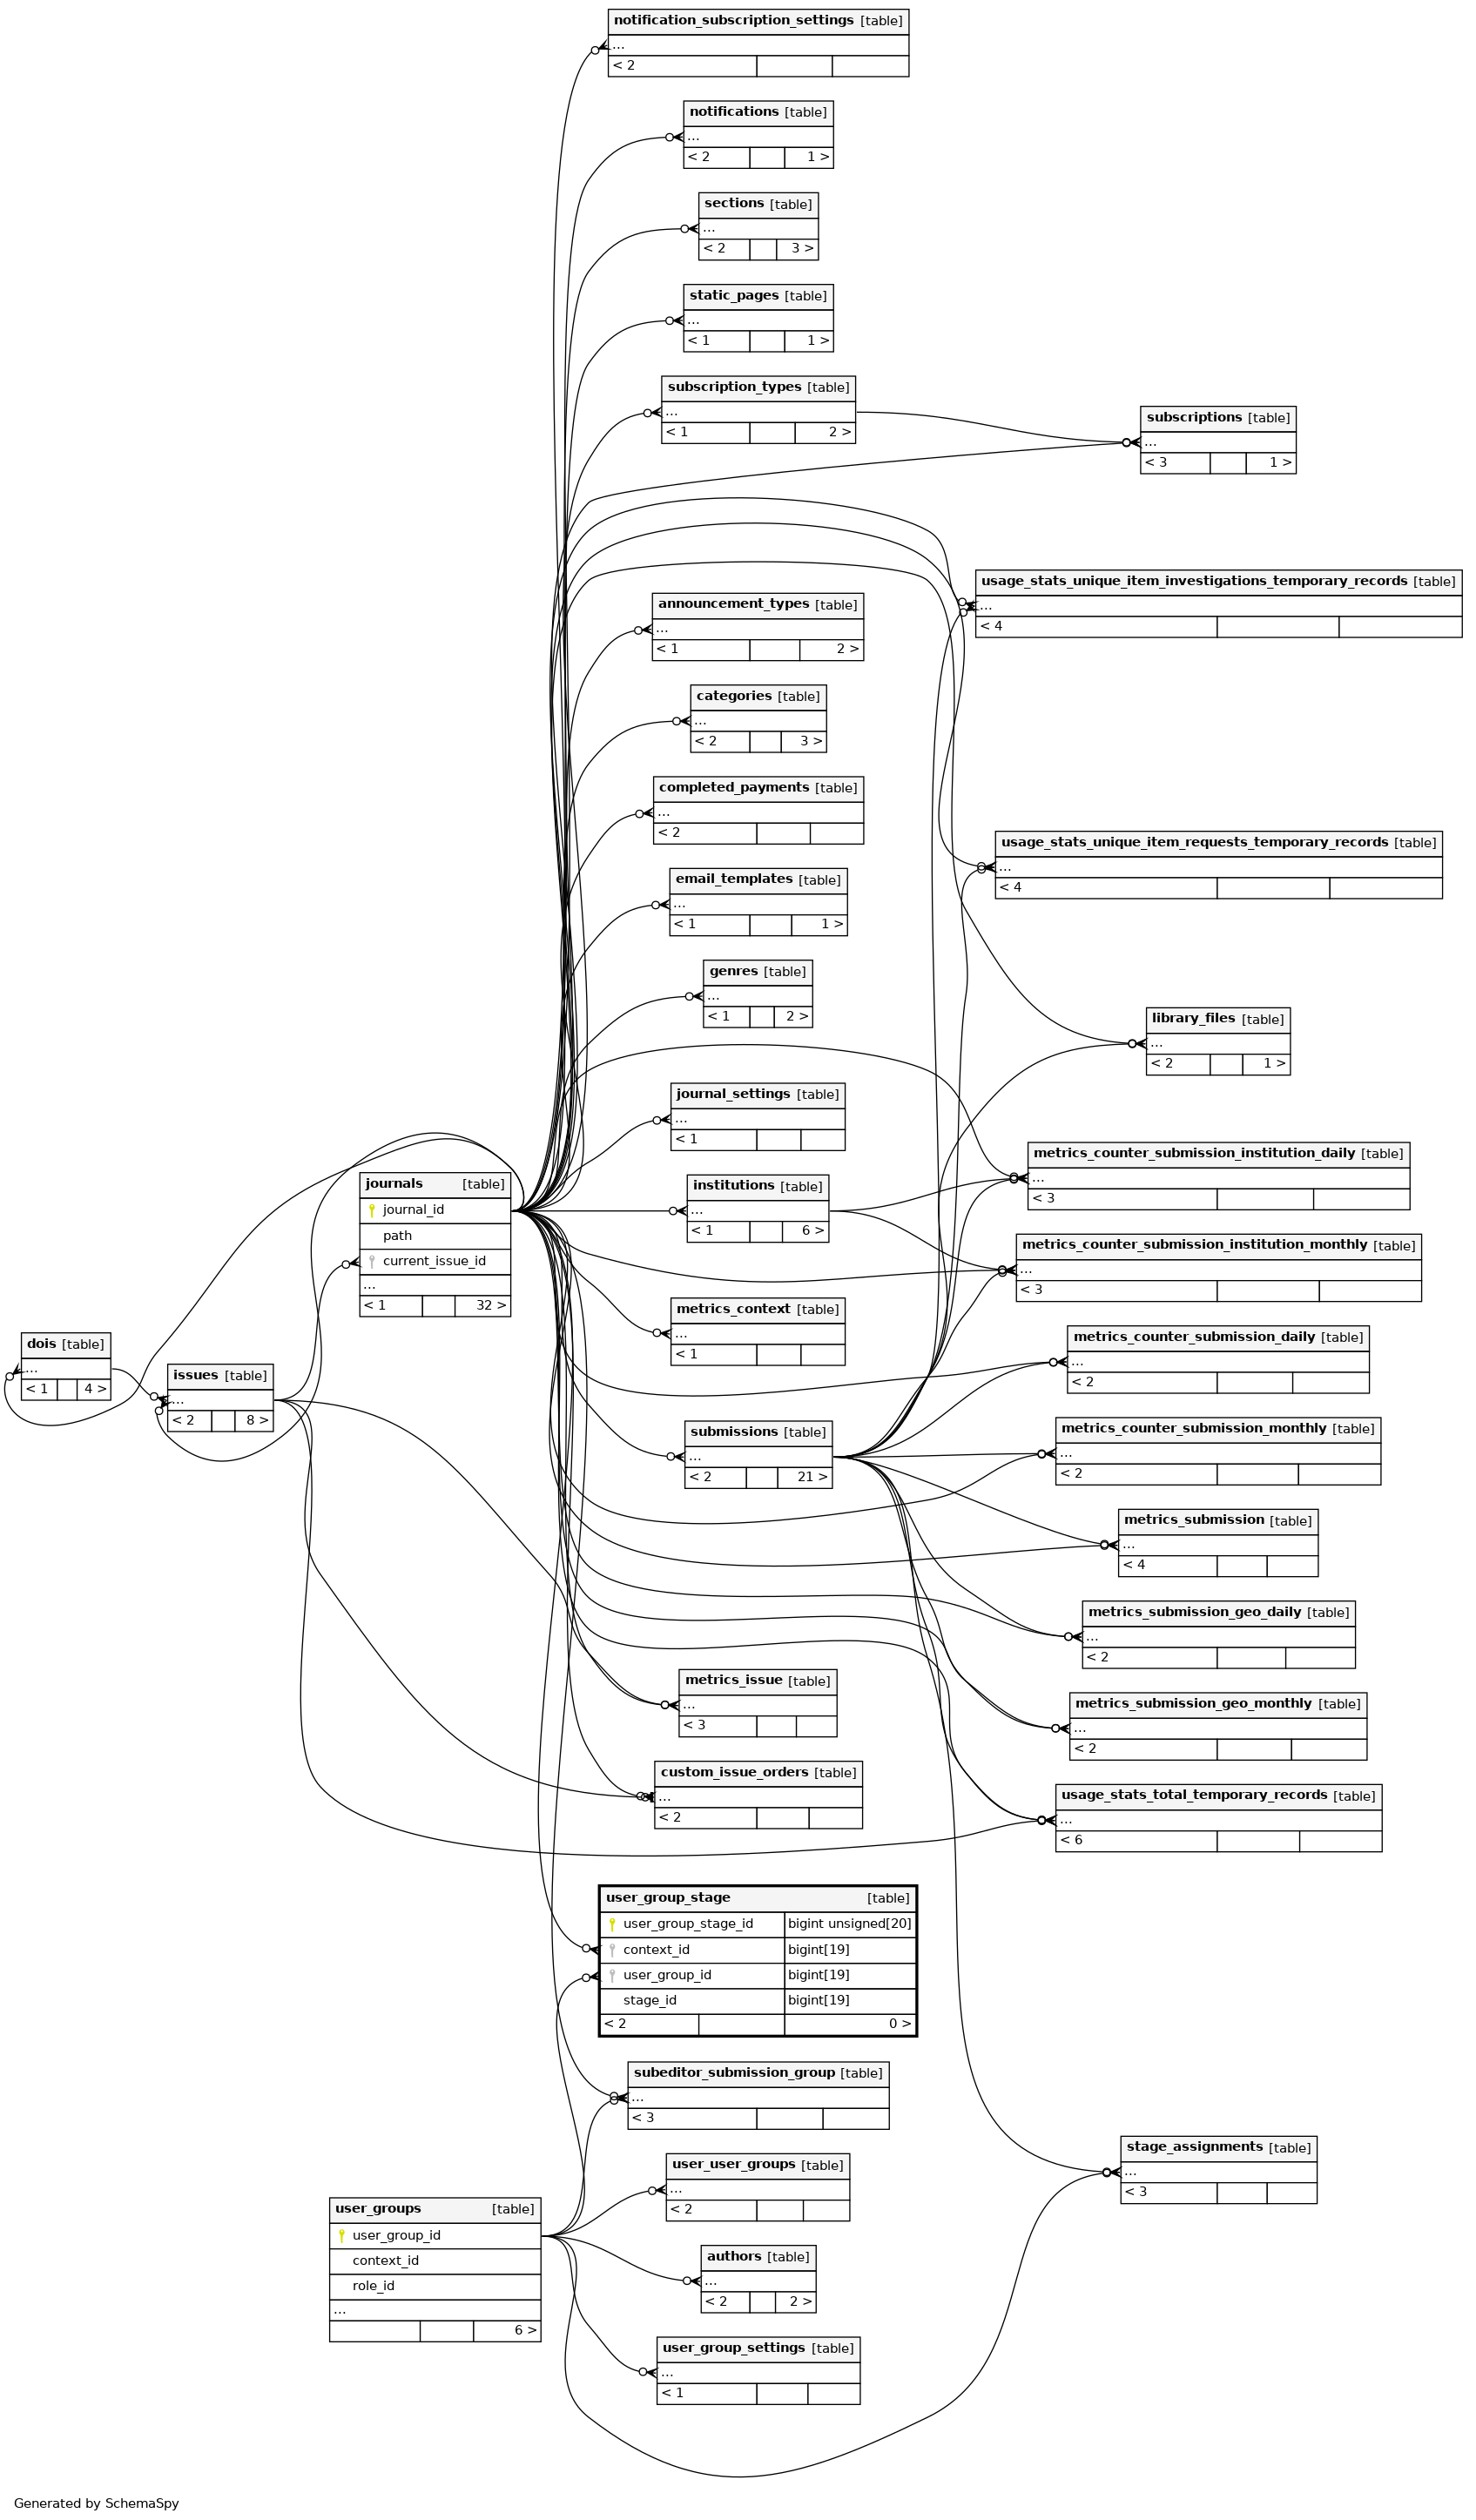 notification_subscription_settings [table]
...
< 2
notifications [table]
...
< 2 1 >
sections [table]
...
< 2 3 >
static_pages [table]
...
< 1 1 >
subscription_types [table]
...
< 1 2 >
subscriptions [table]
...
< 3 1 >
usage_stats_unique_item_investigations_temporary_records [table]
...
< 4
announcement_types [table]
...
< 1 2 >
categories [table]
...
< 2 3 >
completed_payments [table]
...
< 2
usage_stats_unique_item_requests_temporary_records [table]
...
< 4
email_templates [table]
...
< 1 1 >
genres [table]
...
< 1 2 >
library_files [table]
...
< 2 1 >
journal_settings [table]
...
< 1
metrics_counter_submission_institution_daily [table]
...
< 3
journals [table]
journal_id
path
current_issue_id
...
< 1 32 >
institutions [table]
...
< 1 6 >
metrics_counter_submission_institution_monthly [table]
...
< 3
metrics_context [table]
...
< 1
dois [table]
...
< 1 4 >
issues [table]
...
< 2 8 >
metrics_counter_submission_daily [table]
...
< 2
submissions [table]
...
< 2 21 >
metrics_counter_submission_monthly [table]
...
< 2
metrics_submission [table]
...
< 4
metrics_submission_geo_daily [table]
...
< 2
metrics_issue [table]
...
< 3
metrics_submission_geo_monthly [table]
...
< 2
custom_issue_orders [table]
...
< 2
usage_stats_total_temporary_records [table]
...
< 6
user_group_stage [table]
user_group_stage_id bigint unsigned[20]
context_id bigint[19]
user_group_id bigint[19]
stage_id bigint[19]
< 2 0 >
subeditor_submission_group [table]
...
< 3
stage_assignments [table]
...
< 3
user_user_groups [table]
...
< 2
user_groups [table]
user_group_id
context_id
role_id
...
6 >
authors [table]
...
< 2 2 >
user_group_settings [table]
...
< 1
Generated by SchemaSpy